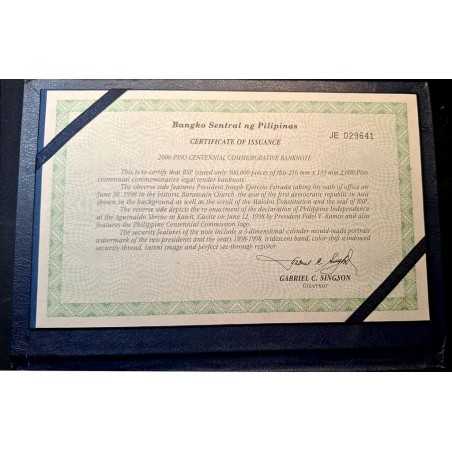 Bangko Sentral ng Pilipinas
JE 029641
CERTIFICATE OF ISSUANCE
2000-PISO CENTENNIAL COMMEMORATIVE BANKNOTE
This is to certify that BSP issued only 300,000 pieces of this 216 mm x 133 mm 2,000-Piso
centennial commemorative legal tender banknote.
The obverse side features President Joseph Ejercito Estrada taking his oath of office on
June 30, 1998 in the historic Barasoain Church, the seat of the first democratic republic in Asia
shown in the background as well as the scroll of the Malolos Constitution and the seal of BSP.
The reverse side depicts the re-enactment of the declaration of Philippine Independence
at the Aguinaldo Shrine in Kawit, Cavite on June 12, 1998 by President Fidel V. Ramos and also
features the Philippine Centennial Commission logo.
The security features of the note include a 3-dimensional cylinder mould-made portrait
watermark of the two presidents and the years 1898-1998, iridescent band, color-shift windowed
security thread, latent image and perfect see-through register.
GABRIEL C. SINGSON
Governor